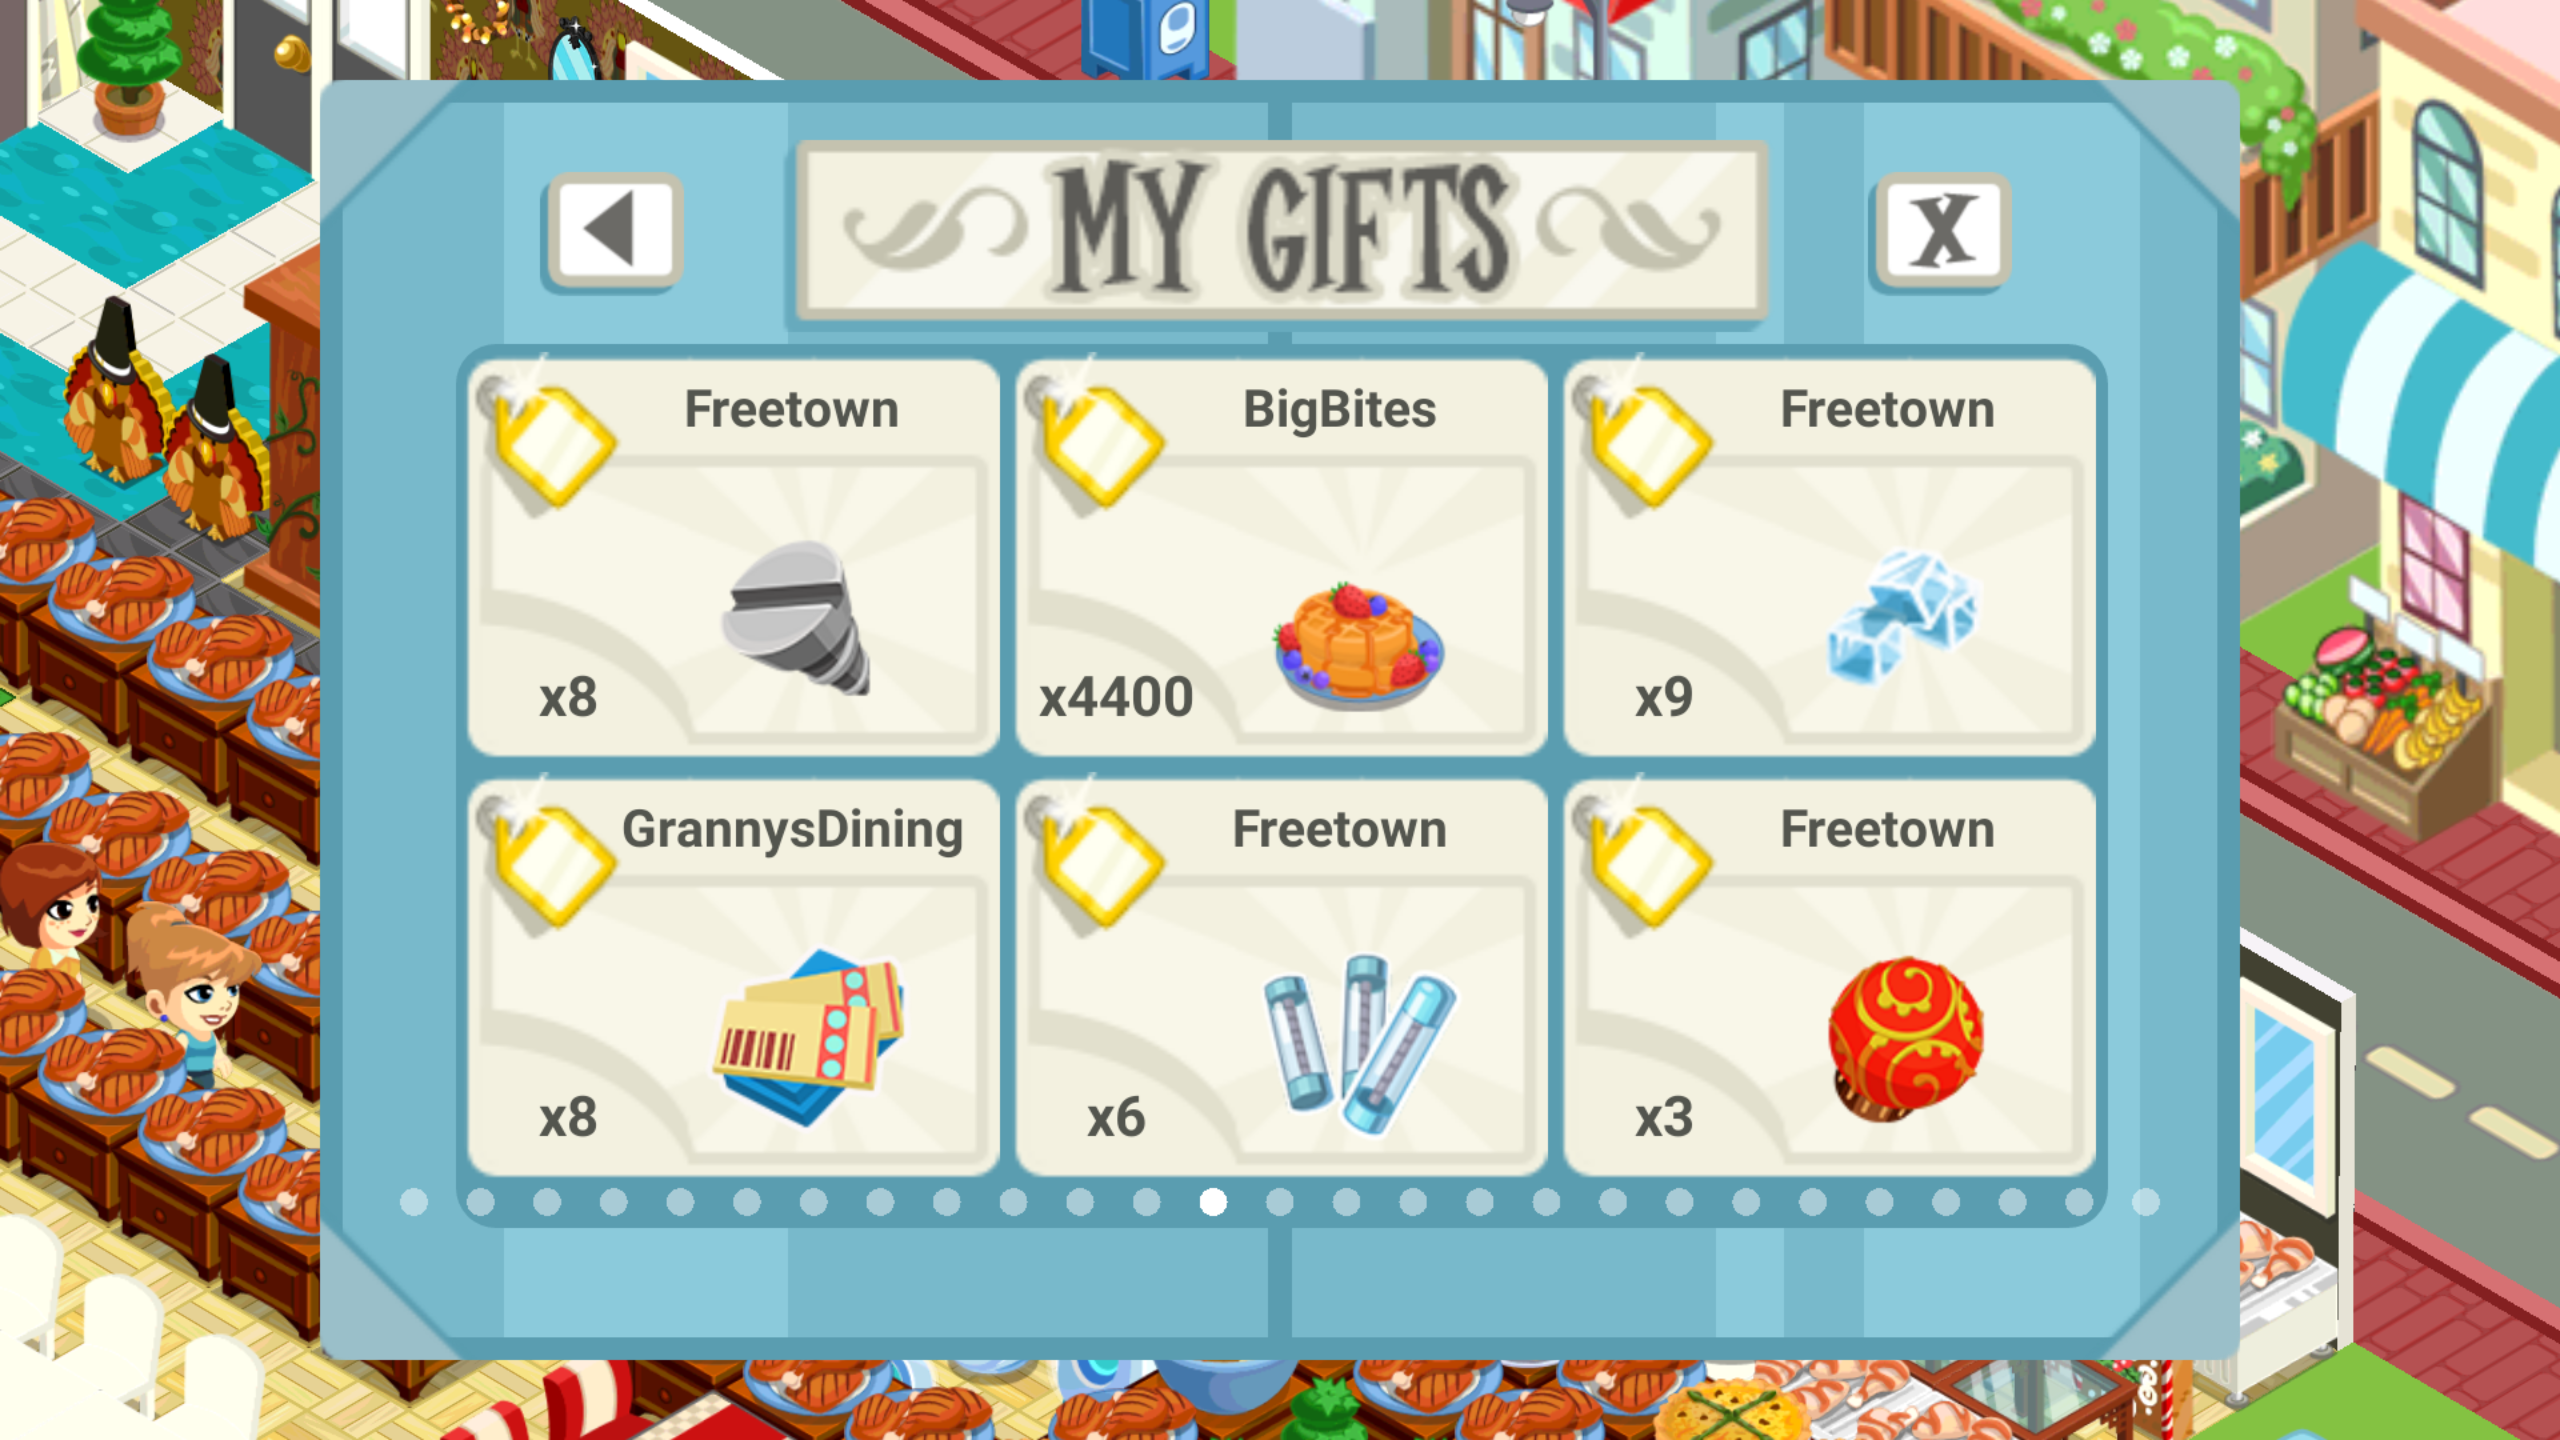 MY GIFTS
X
Freetown
x8
BigBites
x4400
Freetown
x9
GrannysDining
x8
Freetown
x6
Freetown
x3